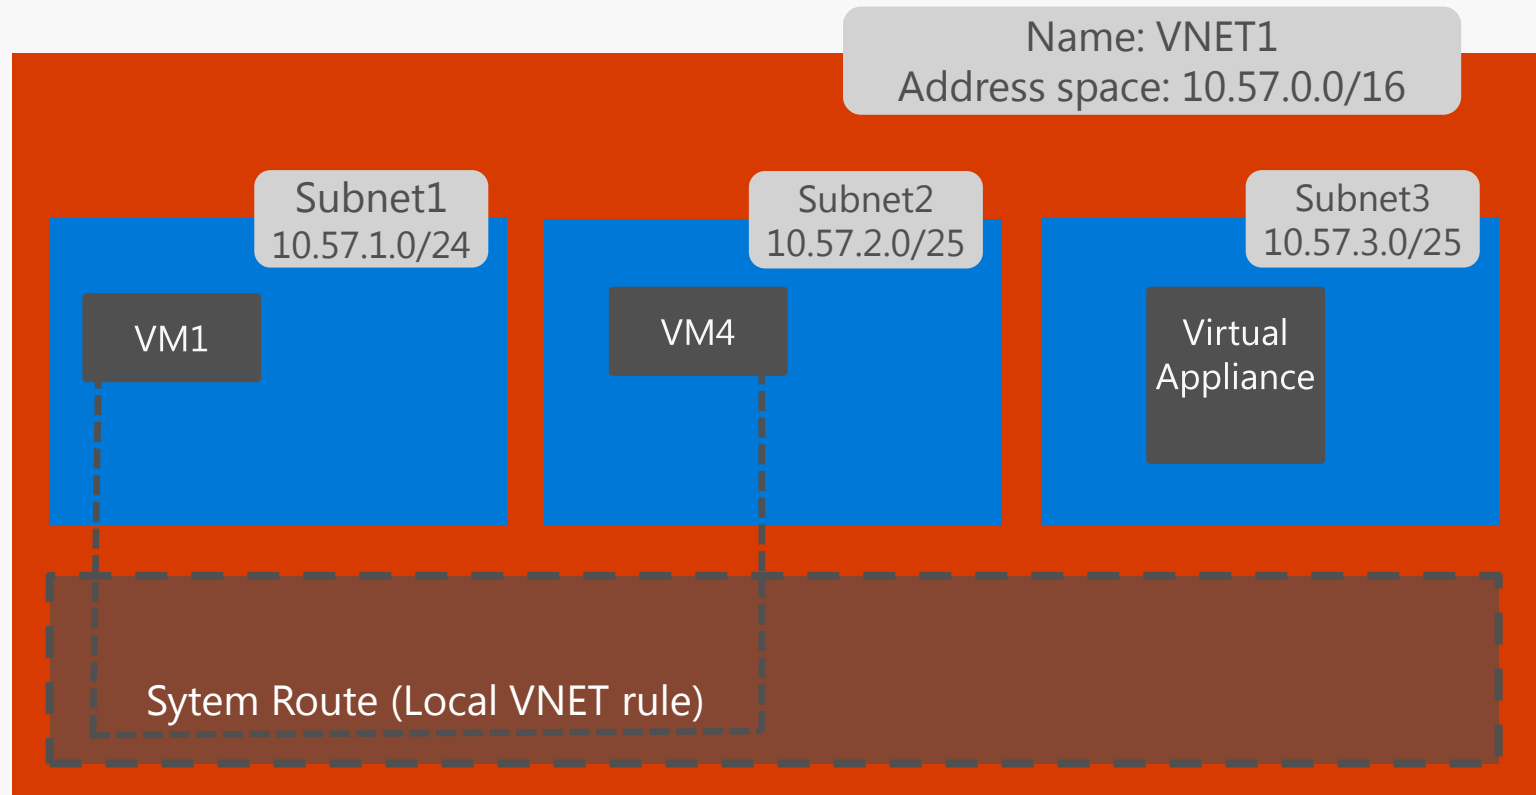 Name: VNET1
Address space: 10.57.0.0/16
Subnet1
10.57.1.0/24
Subnet2
10.57.2.0/25
Subnet3
10.57.3.0/25
VM1
VM4
Virtual
Appliance
Sytem Route (Local VNET rule)